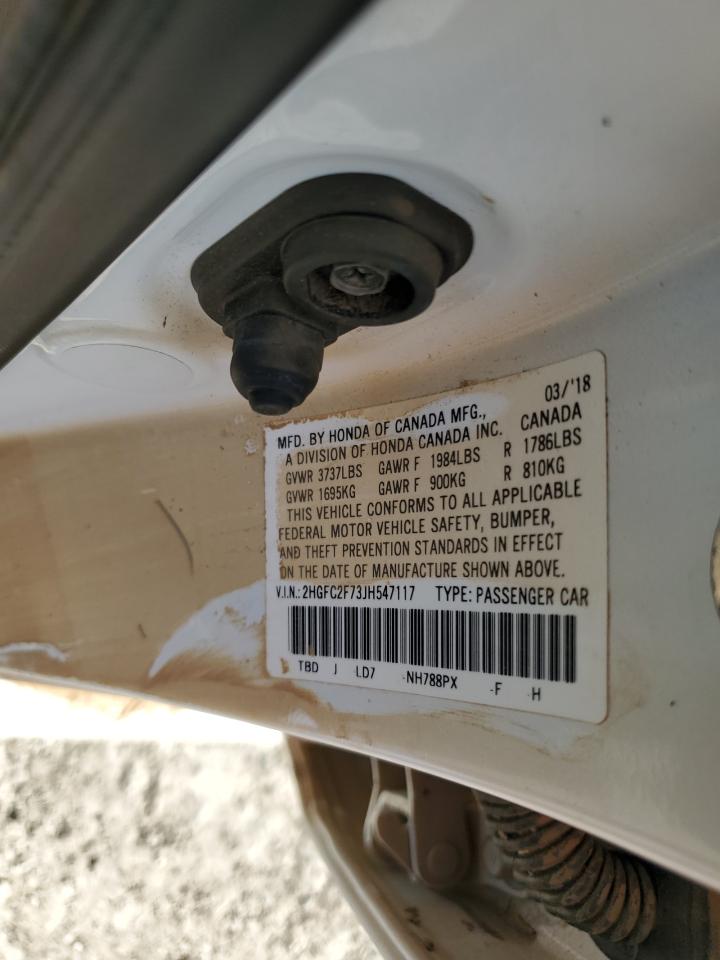 03/'18
MFD. BY HONDA OF CANADA MFG.,
A DIVISION OF HONDA CANADA INC. CANADA
GVWR 3737LBS GAWR F 1984LBS R 1786LBS
GVWR 1695KG GAWR F 900KG R 810KG
THIS VEHICLE CONFORMS TO ALL APPLICABLE
FEDERAL MOTOR VEHICLE SAFETY, BUMPER,
AND THEFT PREVENTION STANDARDS IN EFFECT
ON THE DATE OF MANUFACTURE SHOWN ABOVE.
V.I.N.: 2HGFC2F73JH547117 TYPE: PASSENGER CAR
TBD J -LD7 -NH788PX -F -H